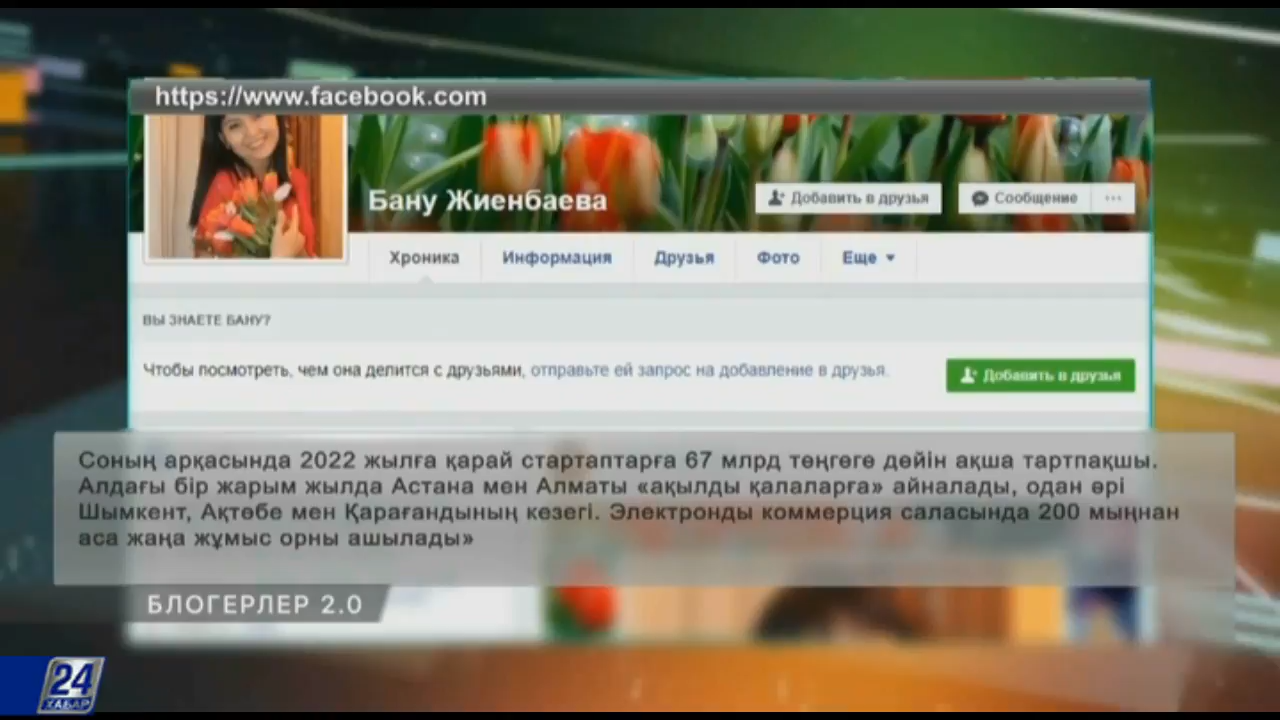 https://www.facebook.com
Бану Жиенбаева
Добавить в друзья
Сообщение
Хроника
Информация
Друзья
Фото
Еще
ВЫ ЗНАЕТЕ БАНУ?
Чтобы посмотреть, чем она делится с друзьями, отправьте ей запрос на добавление в друзья.
Добавить в друзья
Соның арқасында 2022 жылға қарай стартаптарға 67 млрд теңгеге дейін ақша тартпақшы.
Алдағы бір жарым жылда Астана мен Алматы «ақылды қалаларға» айналады, одан әрі
Шымкент, Ақтөбе мен Қарағандының кезегі. Электронды коммерция саласында 200 мыңнан
аса жаңа жұмыс орны ашылады»
БЛОГЕРЛЕР 2.0
24
ХАБАР